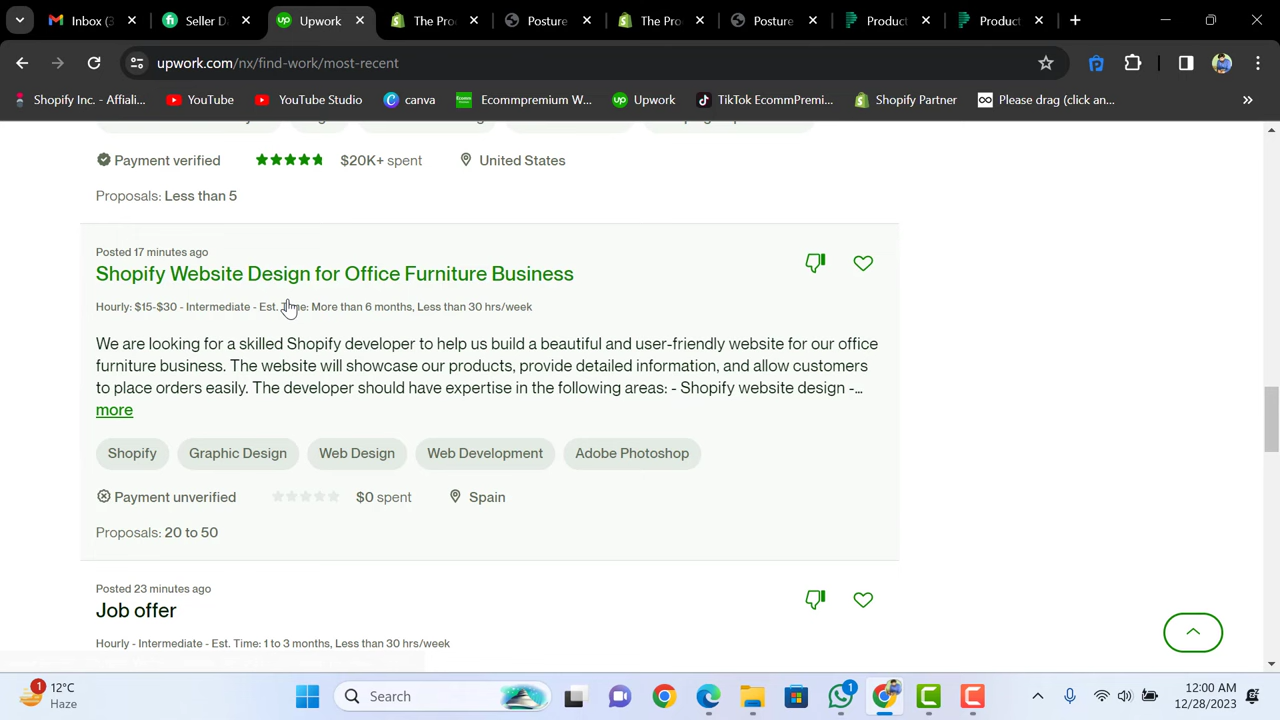 Inbox (3
Seller D
Upwork
The Pro
Posture
The Pro
Posture
Product
Product
upwork.com/nx/find-work/most-recent
Shopify Inc. - Affiali...
YouTube
YouTube Studio
canva
Ecommpremium W...
Upwork
TikTok EcommPremi...
Shopify Partner
Please drag (click an...
Payment verified
$20K+ spent
United States
Proposals: Less than 5
Posted 17 minutes ago
Shopify Website Design for Office Furniture Business
Hourly: $15-$30 - Intermediate - Est. Time: More than 6 months, Less than 30 hrs/week
We are looking for a skilled Shopify developer to help us build a beautiful and user-friendly website for our office
furniture business. The website will showcase our products, provide detailed information, and allow customers
to place orders easily. The developer should have expertise in the following areas: - Shopify website design -...
more
Shopify
Graphic Design
Web Design
Web Development
Adobe Photoshop
Payment unverified
$0 spent
Spain
Proposals: 20 to 50
Posted 23 minutes ago
Job offer
Hourly - Intermediate - Est. Time: 1 to 3 months, Less than 30 hrs/week
1
12°C
Haze
Search
1
12:00 AM
12/28/2023